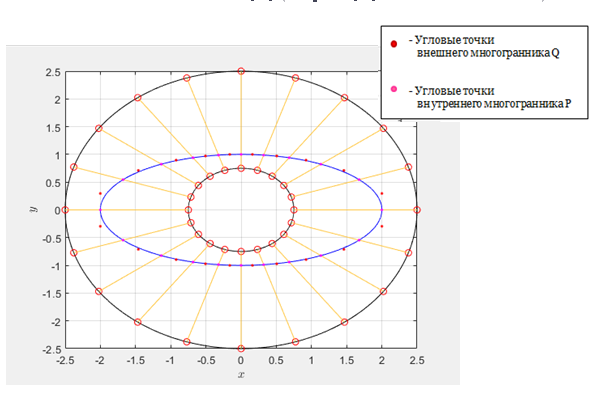 - Угловые точки
внешнего многогранника Q
- Угловые точки
внутреннего многогранника P
2.5
2
1.5
1
0.5
0
-0.5
-1
-1.5
-2
-2.5
y
-2.5 -2 -1.5 -1 -0.5 0 0.5 1 1.5 2 2.5
x